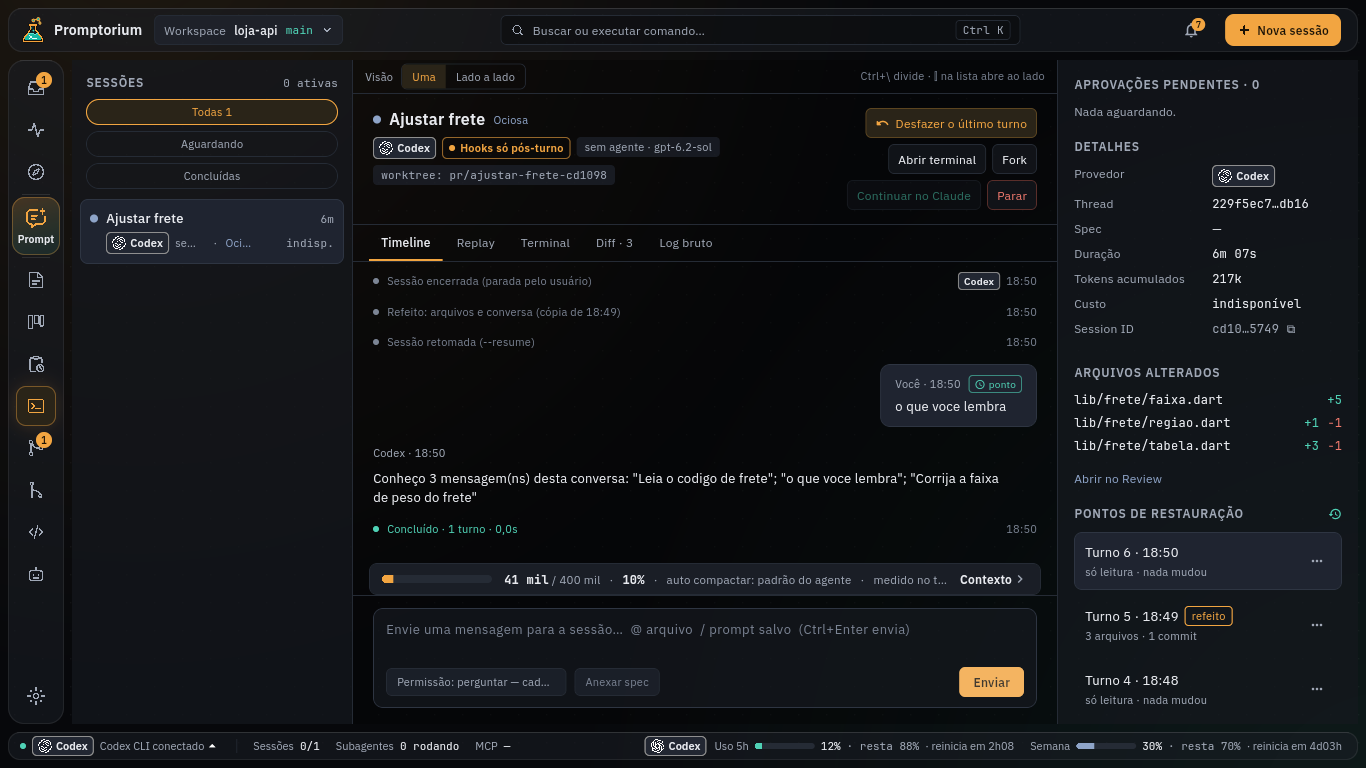 Promptorium
Workspace loja-api main
Buscar ou executar comando...
Ctrl K
7
+ Nova sessão
1
Prompt
1
SESSÕES
0 ativas
Todas 1
Aguardando
Concluídas
Ajustar frete
6m
Codex se... · Oci... indisp.
Visão Uma Lado a lado
Ctrl+\ divide · ‖ na lista abre ao lado
Ajustar frete Ociosa
Codex Hooks só pós-turno sem agente · gpt-6.2-sol
worktree: pr/ajustar-frete-cd1098
Desfazer o último turno
Abrir terminal Fork
Continuar no Claude Parar
Timeline Replay Terminal Diff · 3 Log bruto
Sessão encerrada (parada pelo usuário) Codex 18:50
Refeito: arquivos e conversa (cópia de 18:49) 18:50
Sessão retomada (--resume) 18:50
Você · 18:50 ponto
o que voce lembra
Codex · 18:50
Conheço 3 mensagem(ns) desta conversa: "Leia o codigo de frete"; "o que voce lembra"; "Corrija a faixa
de peso do frete"
Concluído · 1 turno · 0,0s 18:50
41 mil / 400 mil · 10% · auto compactar: padrão do agente · medido no t... Contexto
Envie uma mensagem para a sessão... @ arquivo / prompt salvo (Ctrl+Enter envia)
Permissão: perguntar — cad... Anexar spec Enviar
APROVAÇÕES PENDENTES · 0
Nada aguardando.
DETALHES
Provedor Codex
Thread 229f5ec7…db16
Spec —
Duração 6m 07s
Tokens acumulados 217k
Custo indisponível
Session ID cd10…5749
ARQUIVOS ALTERADOS
lib/frete/faixa.dart +5
lib/frete/regiao.dart +1 -1
lib/frete/tabela.dart +3 -1
Abrir no Review
PONTOS DE RESTAURAÇÃO
Turno 6 · 18:50
só leitura · nada mudou
Turno 5 · 18:49 refeito
3 arquivos · 1 commit
Turno 4 · 18:48
só leitura · nada mudou
Codex Codex CLI conectado Sessões 0/1 Subagentes 0 rodando MCP — Codex Uso 5h 12% · resta 88% · reinicia em 2h08 Semana 30% · resta 70% · reinicia em 4d03h